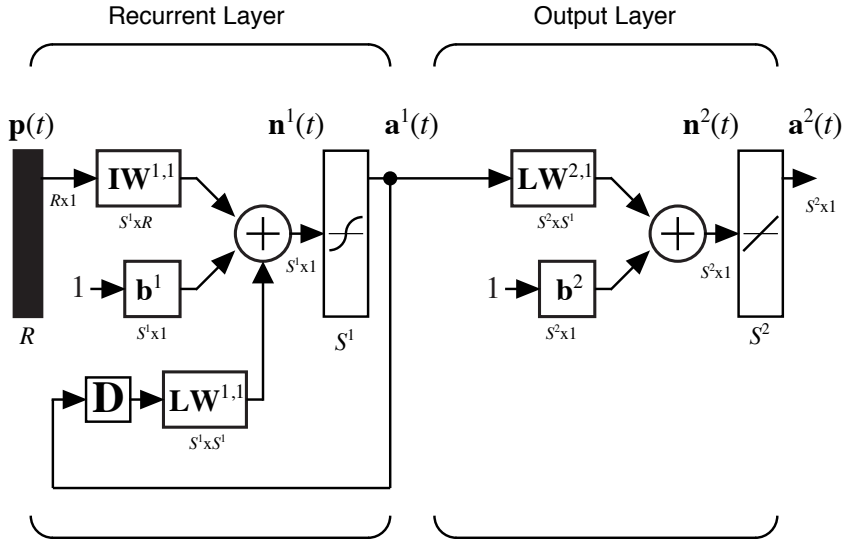 Recurrent Layer
Output Layer
p(t)
n¹(t)
a¹(t)
n²(t)
a²(t)
IW¹,¹
Rx1
S¹xR
S¹x1
1
b¹
S¹x1
R
S¹
D
LW¹,¹
S¹xS¹
LW²,¹
S²xS¹
S²x1
S²x1
1
b²
S²x1
S²